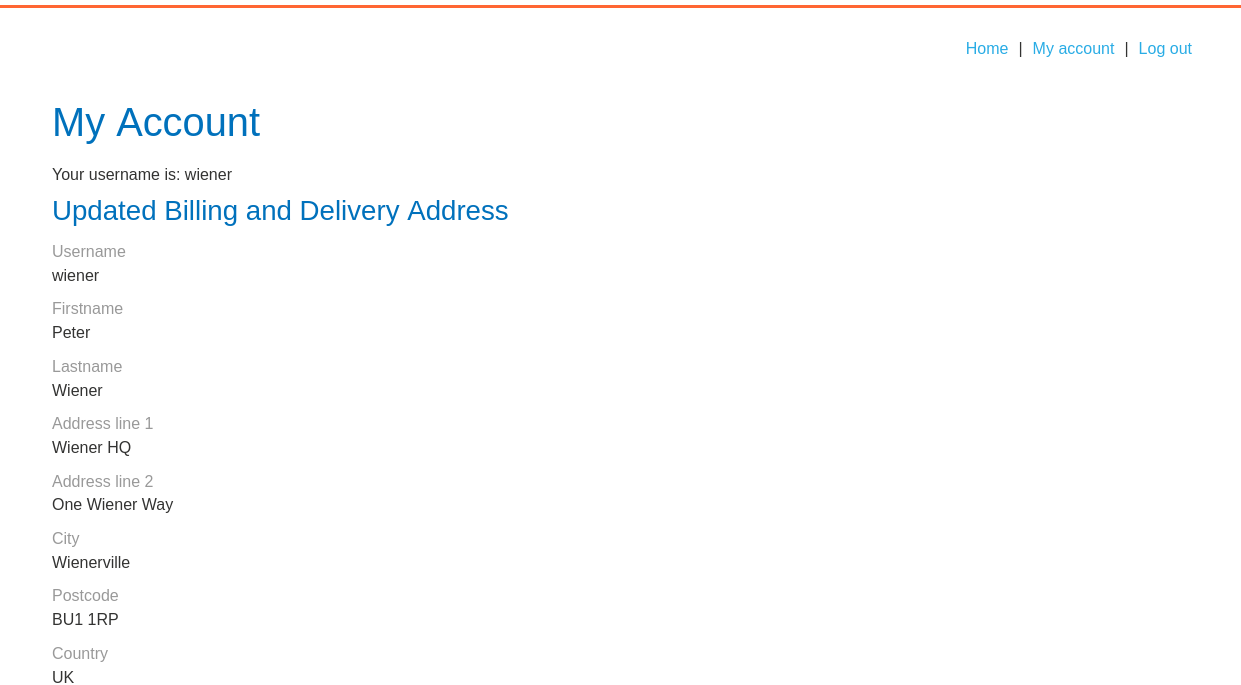 Home | My account | Log out
My Account
Your username is: wiener
Updated Billing and Delivery Address
Username
wiener
Firstname
Peter
Lastname
Wiener
Address line 1
Wiener HQ
Address line 2
One Wiener Way
City
Wienerville
Postcode
BU1 1RP
Country
UK